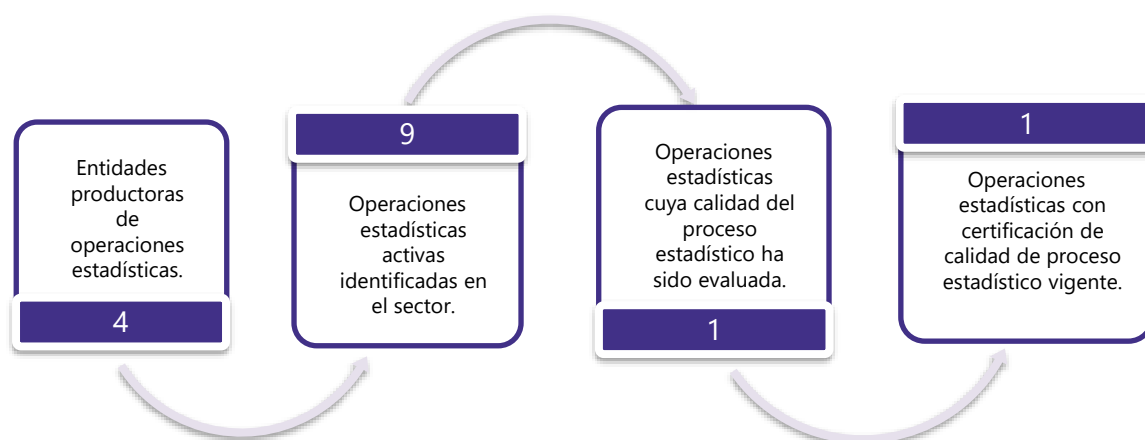 Entidades
productoras
de
operaciones
estadísticas.
4
9
Operaciones
estadísticas
activas
identificadas en
el sector.
Operaciones
estadísticas
cuya calidad del
proceso
estadístico ha
sido evaluada.
1
1
Operaciones
estadísticas con
certificación de
calidad de proceso
estadístico vigente.